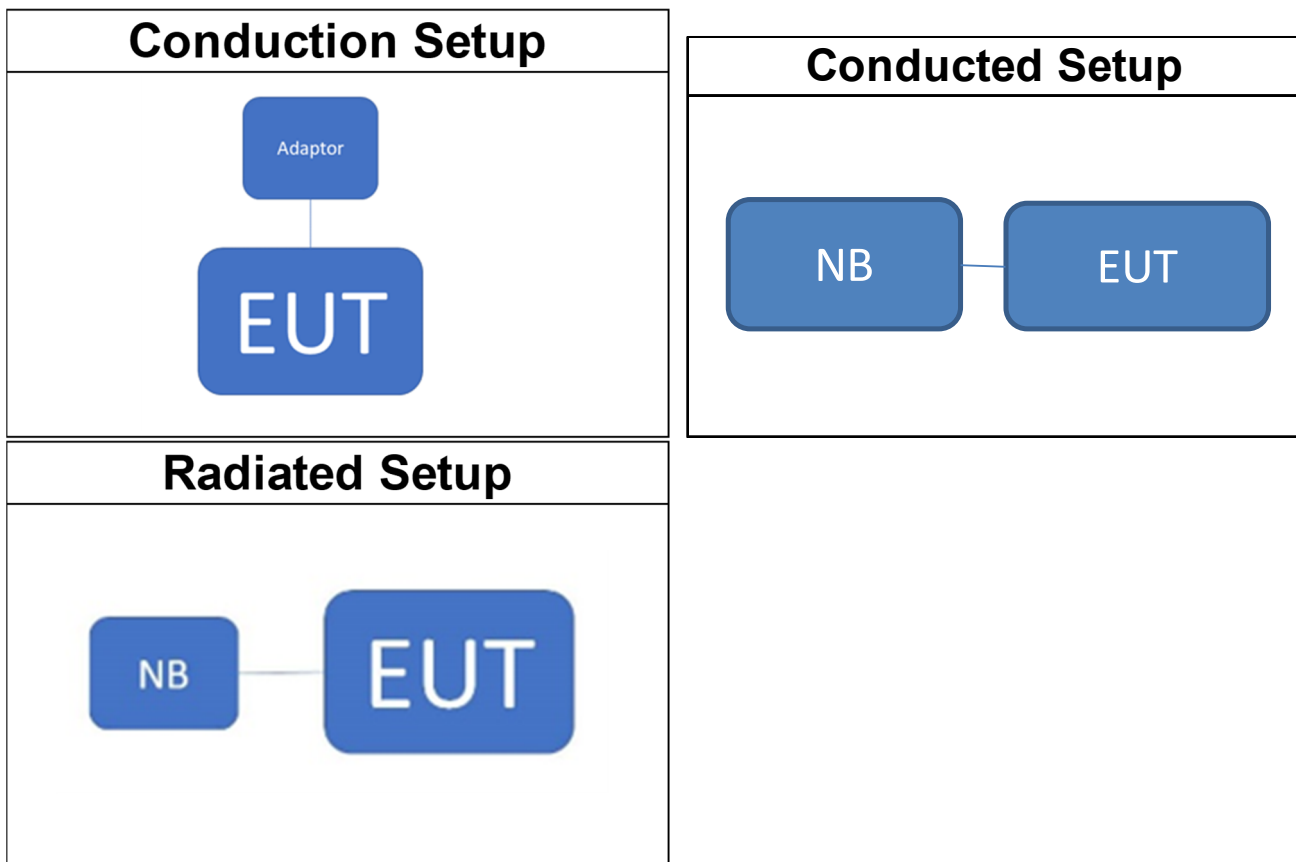 Conduction Setup
Adaptor
EUT
Conducted Setup
NB
EUT
Radiated Setup
NB
EUT